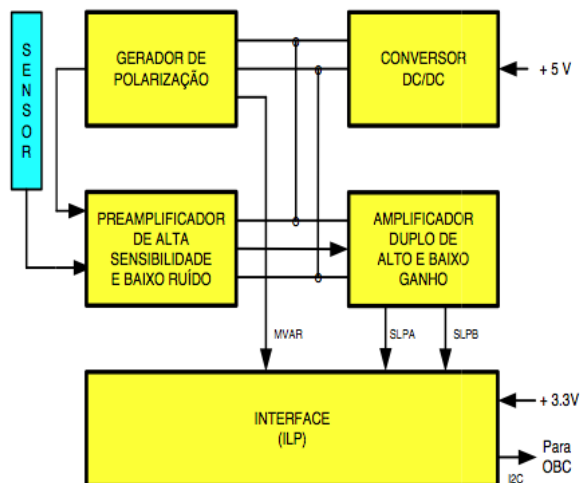 SENSOR
GERADOR DE
POLARIZAÇÃO
CONVERSOR
DC/DC
+ 5 V
PREAMPLIFICADOR
DE ALTA
SENSIBILIDADE
E BAIXO RUÍDO
AMPLIFICADOR
DUPLO DE
ALTO E BAIXO
GANHO
MVAR
SLPA
SLPB
INTERFACE
(ILP)
+ 3.3V
Para
OBC
I2C